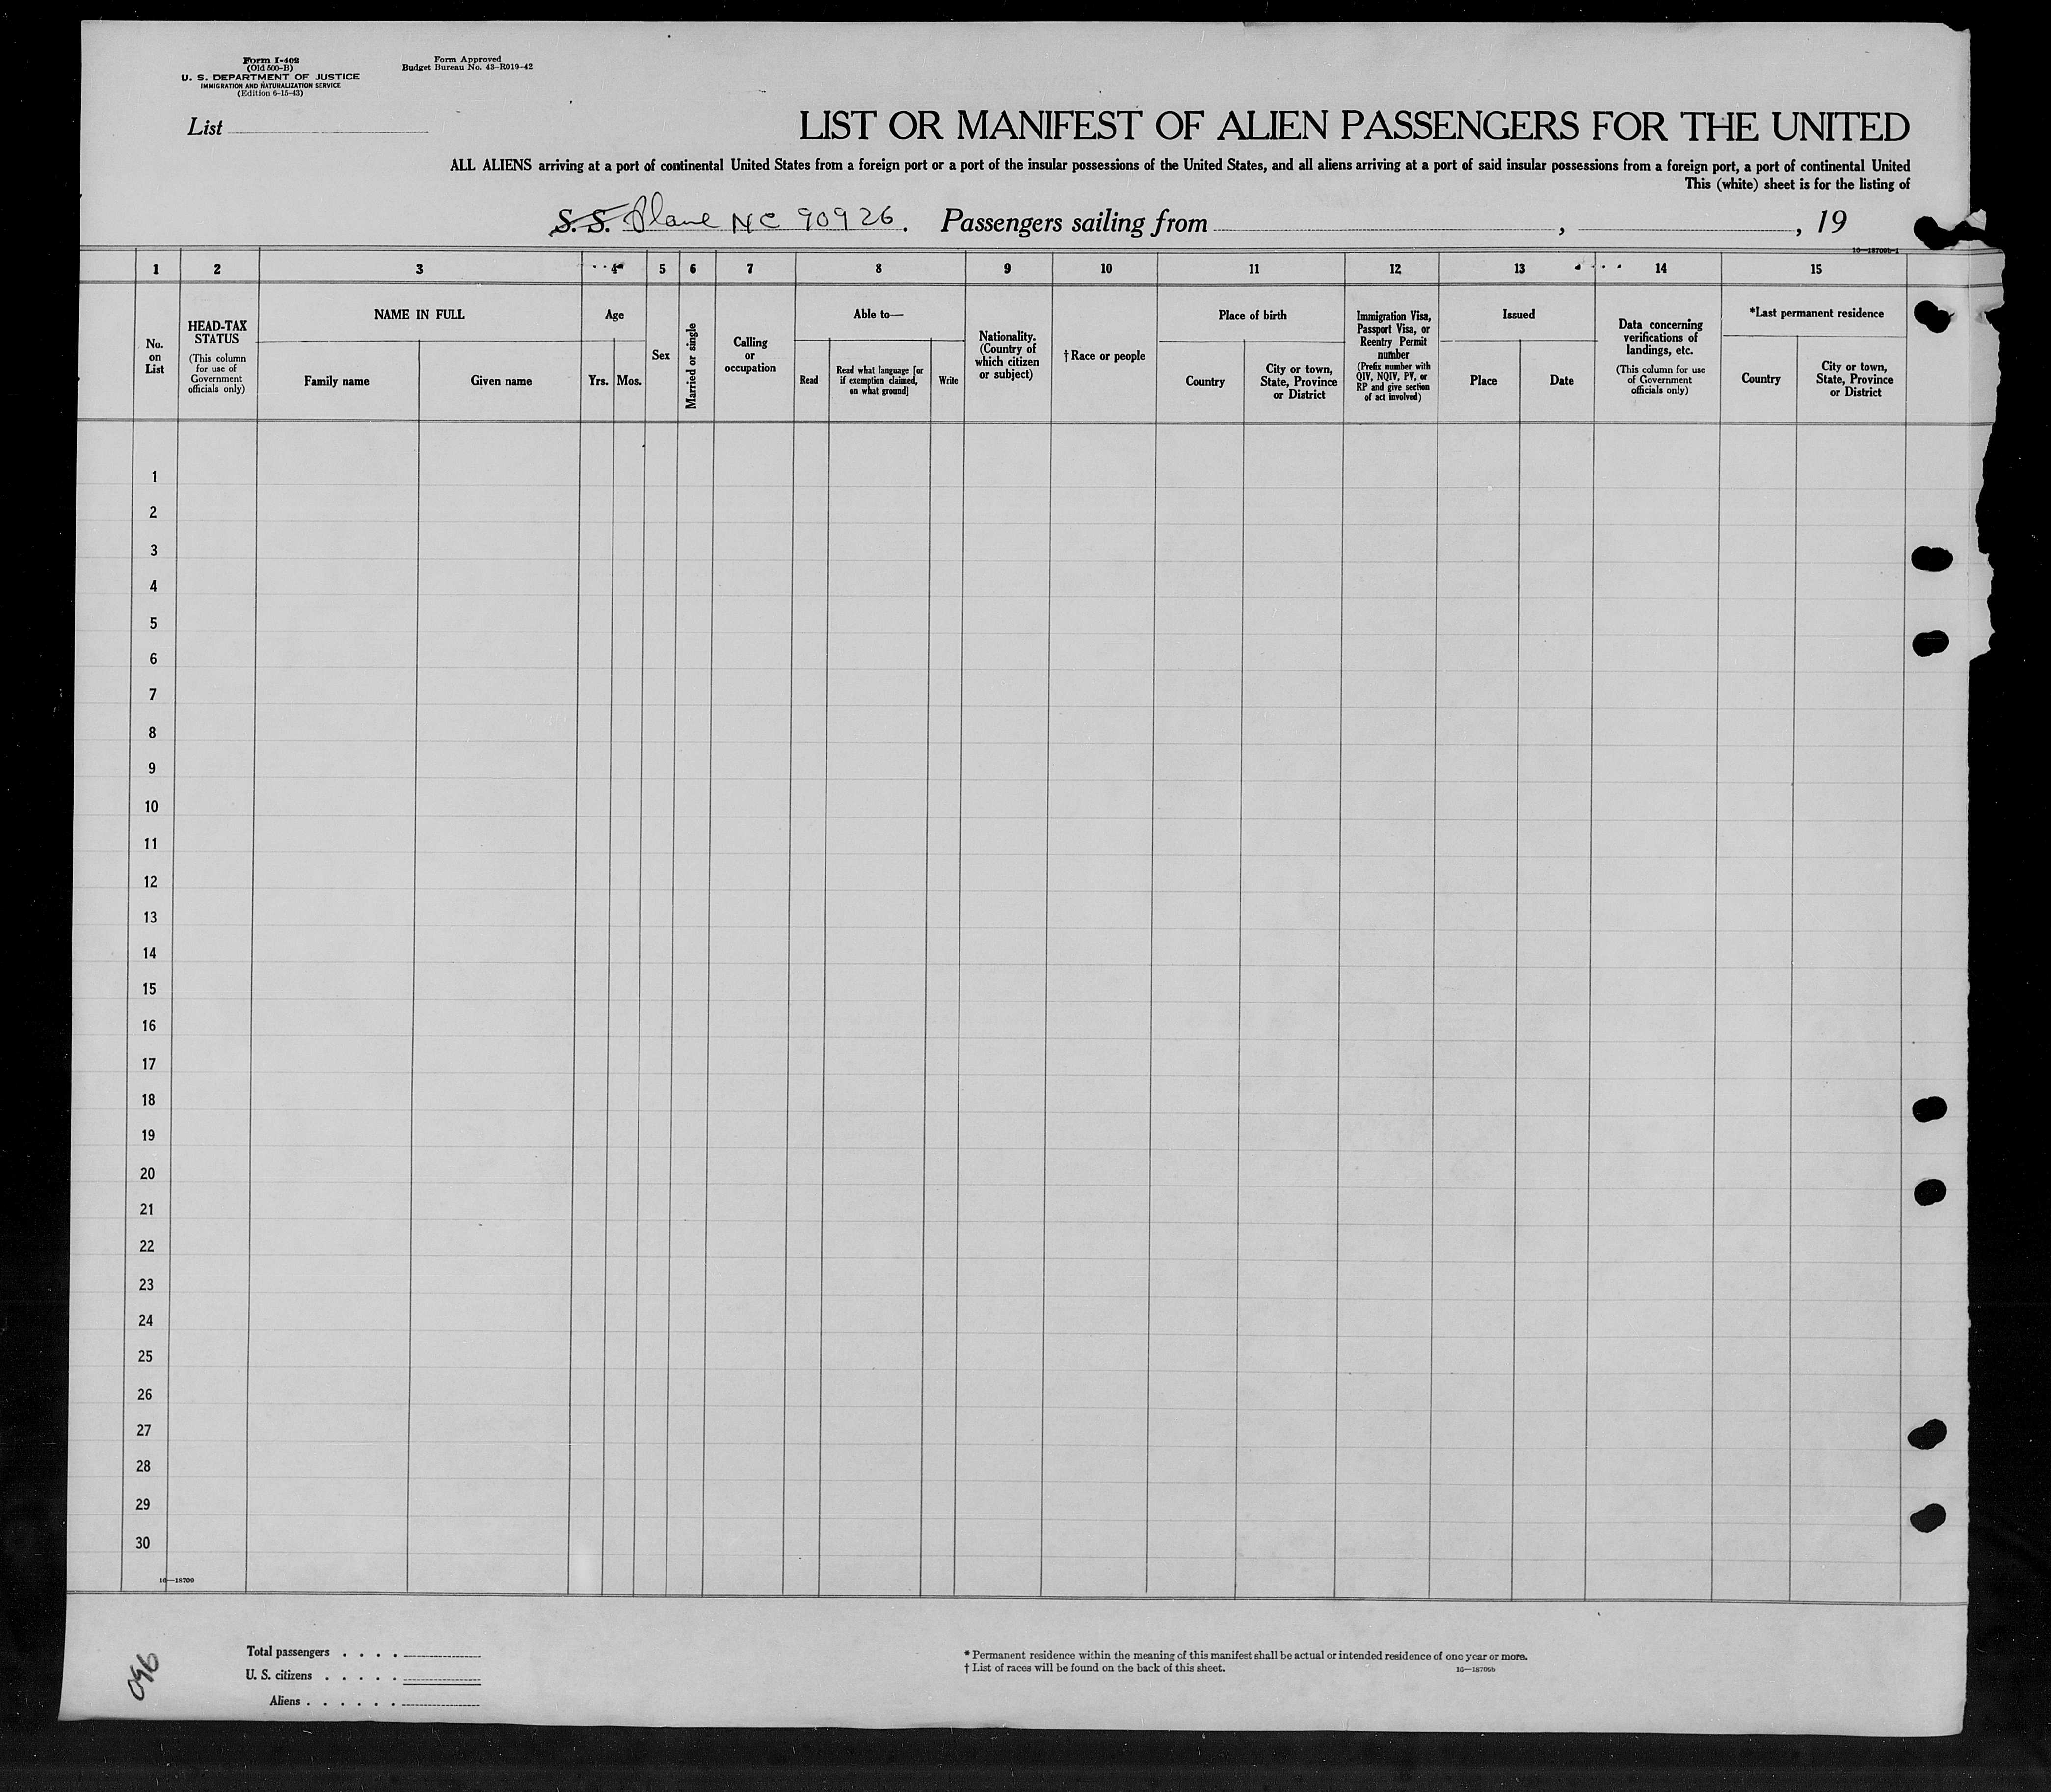 Form I-402
(Old 500-B)
U. S. DEPARTMENT OF JUSTICE
IMMIGRATION AND NATURALIZATION SERVICE
(Edition 6-15-43)
Form Approved
Budget Bureau No. 43-R019-42
List
LIST OR MANIFEST OF ALIEN PASSENGERS FOR THE UNITED
ALL ALIENS arriving at a port of continental United States from a foreign port or a port of the insular possessions of the United States, and all aliens arriving at a port of said insular possessions from a foreign port, a port of continental United
This (white) sheet is for the listing of
S. S. Plane NC 90926. Passengers sailing from , , 19
16—18709b-1
1 2 3 4 5 6 7 8 9 10 11 12 13 14 15
No.
on
List
HEAD-TAX
STATUS
(This column
for use of
Government
officials only)
NAME IN FULL
Family name
Given name
Age
Yrs.
Mos.
Sex
Married or single
Calling
or
occupation
Able to—
Read
Read what language [or
if exemption claimed,
on what ground]
Write
Nationality.
(Country of
which citizen
or subject)
†Race or people
Place of birth
Country
City or town,
State, Province
or District
Immigration Visa,
Passport Visa, or
Reentry Permit
number
(Prefix number with
QIV, NQIV, PV, or
RP and give section
of act involved)
Issued
Place
Date
Data concerning
verifications of
landings, etc.
(This column for use
of Government
officials only)
*Last permanent residence
Country
City or town,
State, Province
or District
1
2
3
4
5
6
7
8
9
10
11
12
13
14
15
16
17
18
19
20
21
22
23
24
25
26
27
28
29
30
16—18709
Total passengers . . . .
U. S. citizens . . . . .
Aliens . . . . . .
* Permanent residence within the meaning of this manifest shall be actual or intended residence of one year or more.
† List of races will be found on the back of this sheet.
16—18709b